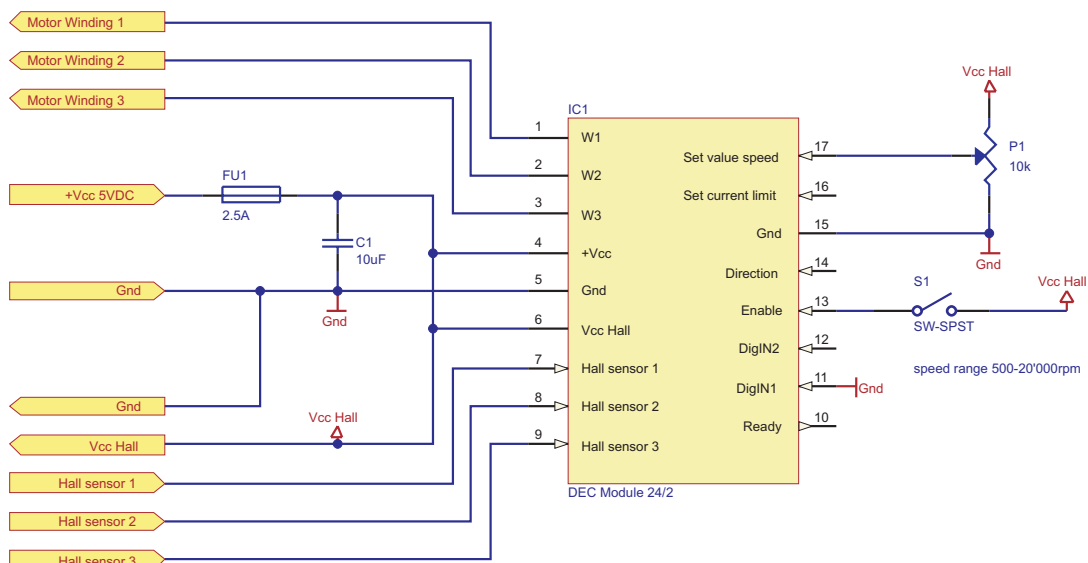 Motor Winding 1
Motor Winding 2
Motor Winding 3
+Vcc 5VDC
FU1
2.5A
C1
10uF
Gnd
Gnd
Gnd
Vcc Hall
Vcc Hall
Hall sensor 1
Hall sensor 2
Hall sensor 3
IC1
1 W1
2 W2
3 W3
4 +Vcc
5 Gnd
6 Vcc Hall
7 Hall sensor 1
8 Hall sensor 2
9 Hall sensor 3
Set value speed 17
Set current limit 16
Gnd 15
Direction 14
Enable 13
DigIN2 12
DigIN1 11
Ready 10
DEC Module 24/2
Vcc Hall
P1
10k
Gnd
S1
SW-SPST
Vcc Hall
speed range 500-20'000rpm
Gnd